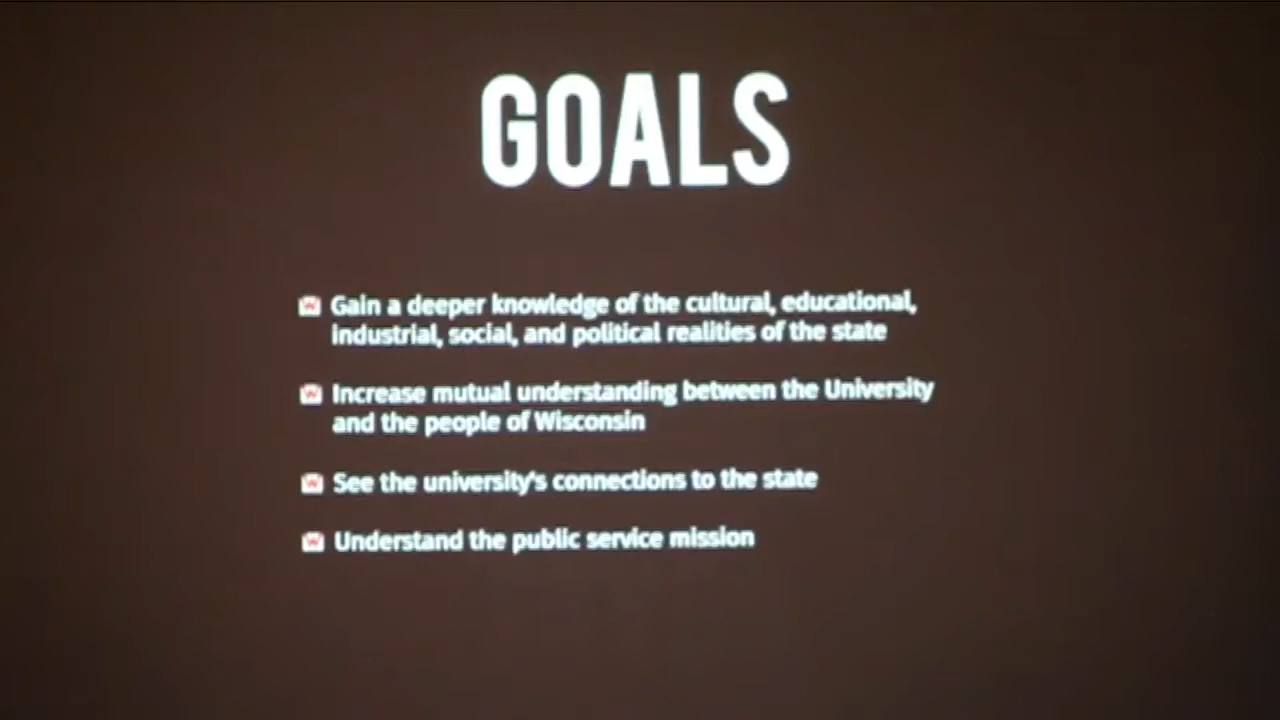 GOALS
Gain a deeper knowledge of the cultural, educational,
industrial, social, and political realities of the state
Increase mutual understanding between the University
and the people of Wisconsin
See the university's connections to the state
Understand the public service mission